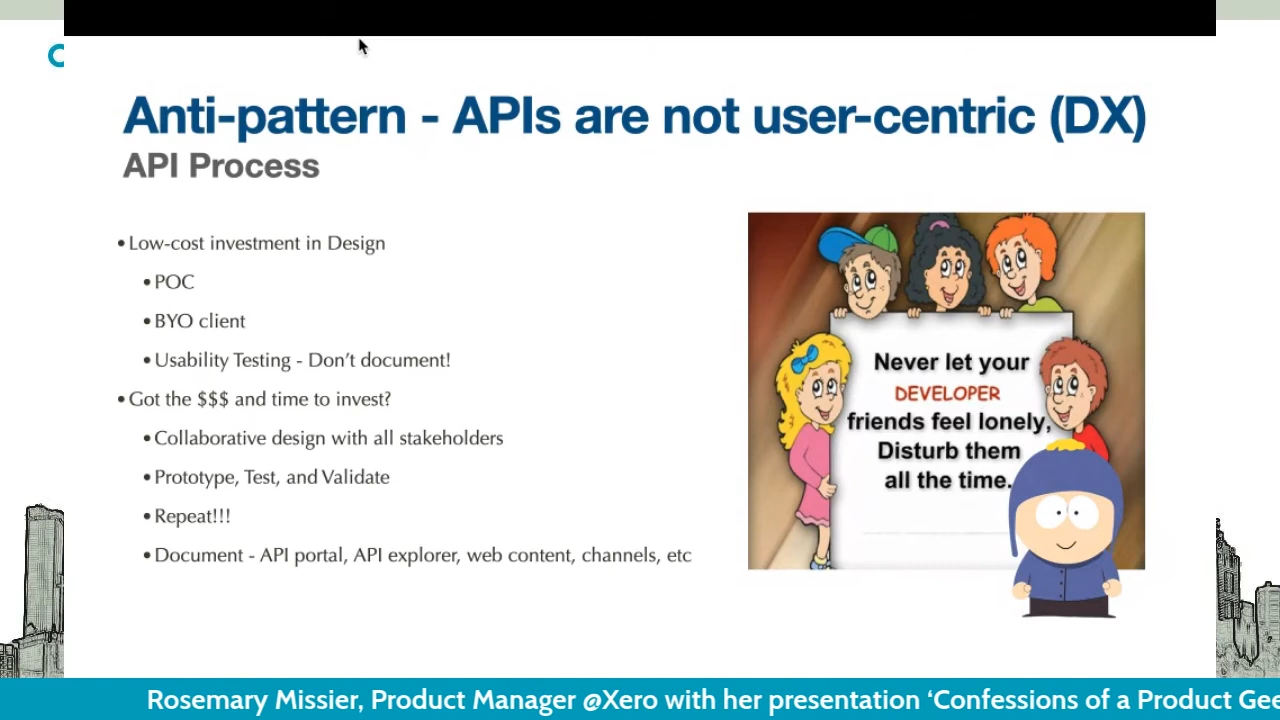 Anti-pattern - APIs are not user-centric (DX)
API Process
•Low-cost investment in Design
•POC
•BYO client
•Usability Testing - Don't document!
•Got the $$$ and time to invest?
•Collaborative design with all stakeholders
•Prototype, Test, and Validate
•Repeat!!!
•Document - API portal, API explorer, web content, channels, etc
Never let your
DEVELOPER
friends feel lonely,
Disturb them
all the time.
Rosemary Missier, Product Manager @Xero with her presentation ‘Confessions of a Product Gee